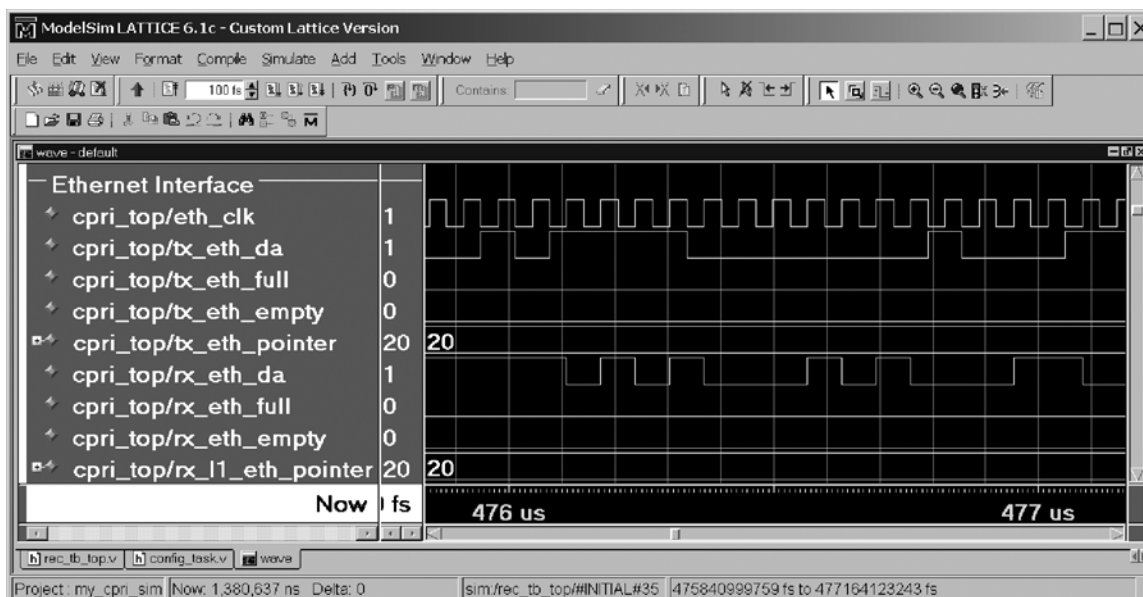 ModelSim LATTICE 6.1c - Custom Lattice Version
File Edit View Format Compile Simulate Add Tools Window Help
100 fs Contains:
wave - default
Ethernet Interface
cpri_top/eth_clk 1
cpri_top/tx_eth_da 1
cpri_top/tx_eth_full 0
cpri_top/tx_eth_empty 0
cpri_top/tx_eth_pointer 20 20
cpri_top/rx_eth_da 1
cpri_top/rx_eth_full 0
cpri_top/rx_eth_empty 0
cpri_top/rx_l1_eth_pointer 20 20
Now fs 476 us 477 us
rec_tb_top.v config_task.v wave
Project : my_cpri_sim Now: 1,380,637 ns Delta: 0 sim:/rec_tb_top/#INITIAL#35 475840999759 fs to 477164123243 fs